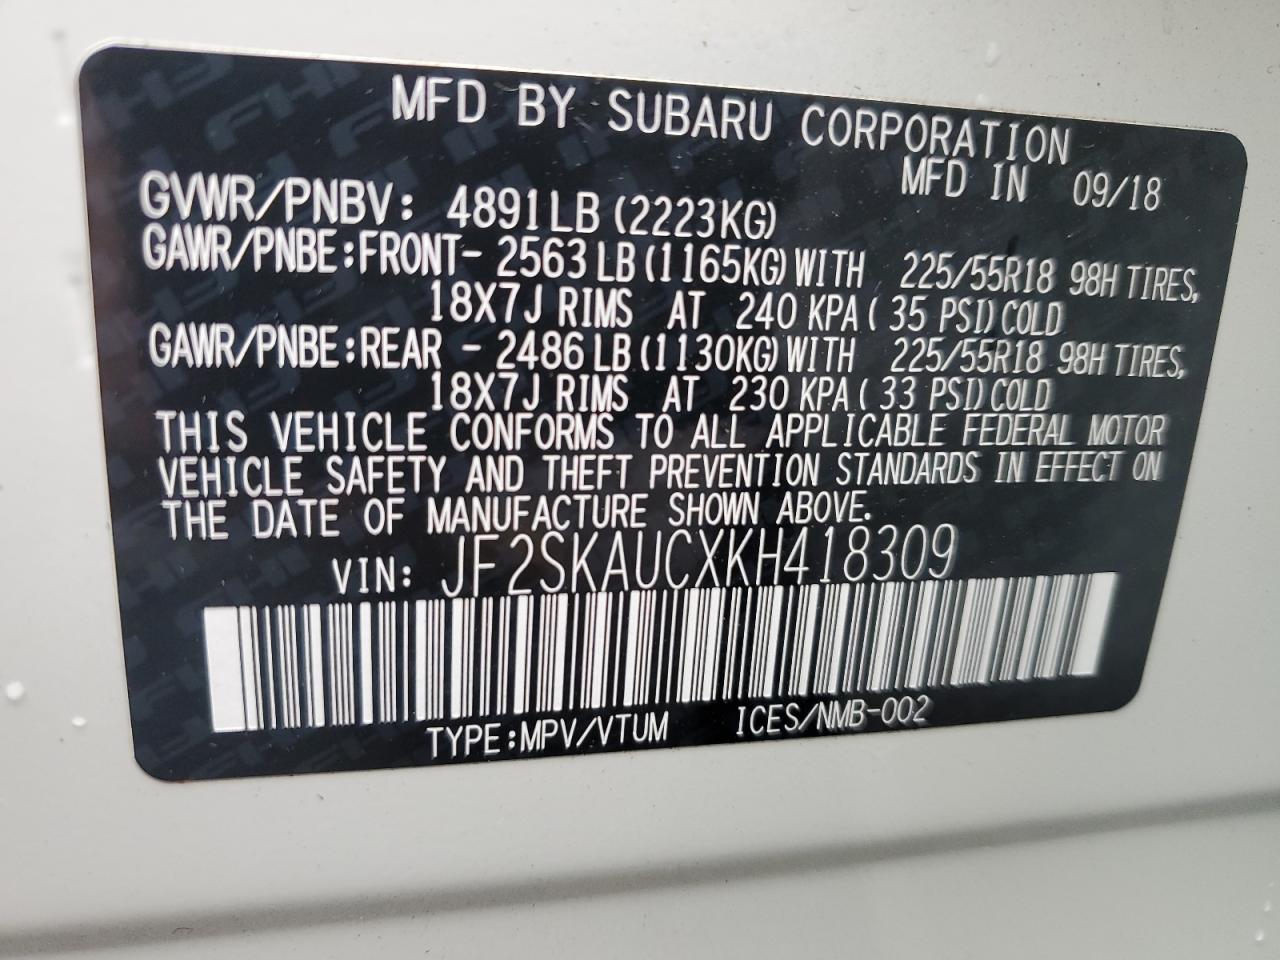 MFD BY SUBARU CORPORATION
MFD IN 09/18
GVWR/PNBV: 4891LB (2223KG)
GAWR/PNBE:FRONT- 2563 LB (1165KG) WITH 225/55R18 98H TIRES,
18X7J RIMS AT 240 KPA ( 35 PSI) COLD
GAWR/PNBE:REAR - 2486 LB (1130KG) WITH 225/55R18 98H TIRES,
18X7J RIMS AT 230 KPA ( 33 PSI) COLD
THIS VEHICLE CONFORMS TO ALL APPLICABLE FEDERAL MOTOR
VEHICLE SAFETY AND THEFT PREVENTION STANDARDS IN EFFECT ON
THE DATE OF MANUFACTURE SHOWN ABOVE.
VIN: JF2SKAUCXKH418309
TYPE:MPV/VTUM ICES/NMB-002